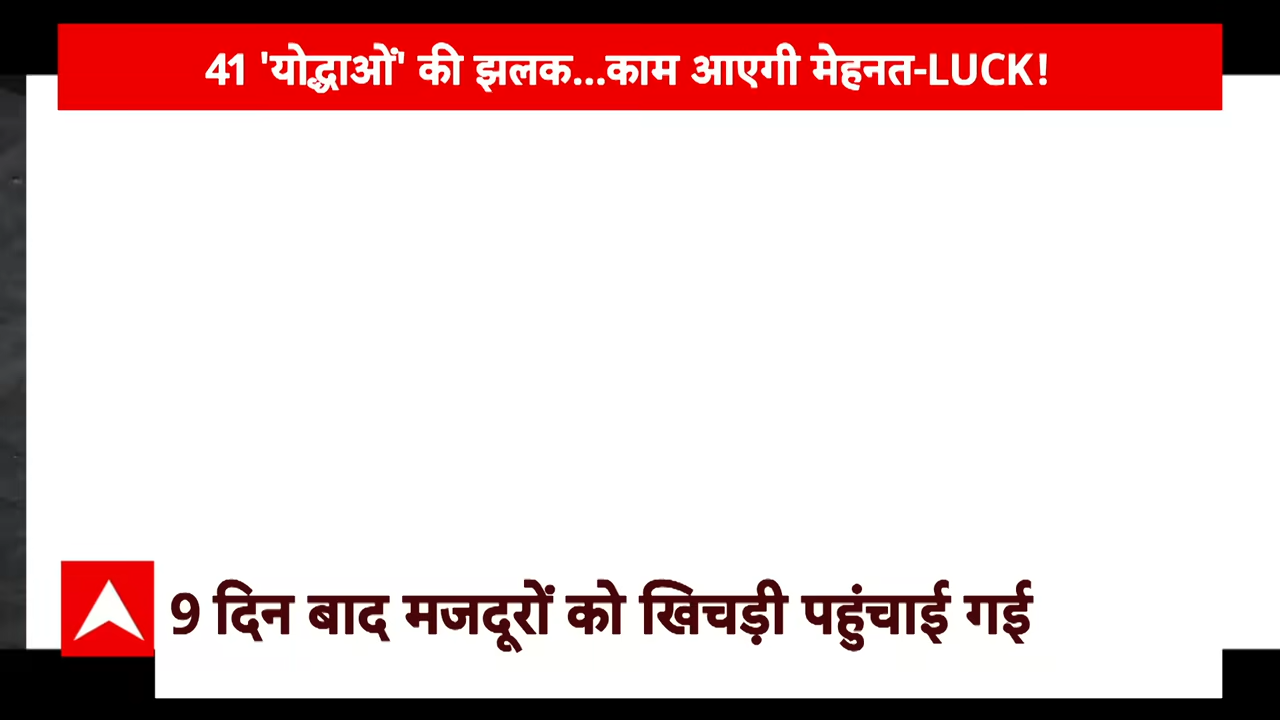 41 'योद्धाओं' की झलक...काम आएगी मेहनत-LUCK!
9 दिन बाद मजदूरों को खिचड़ी पहुंचाई गई